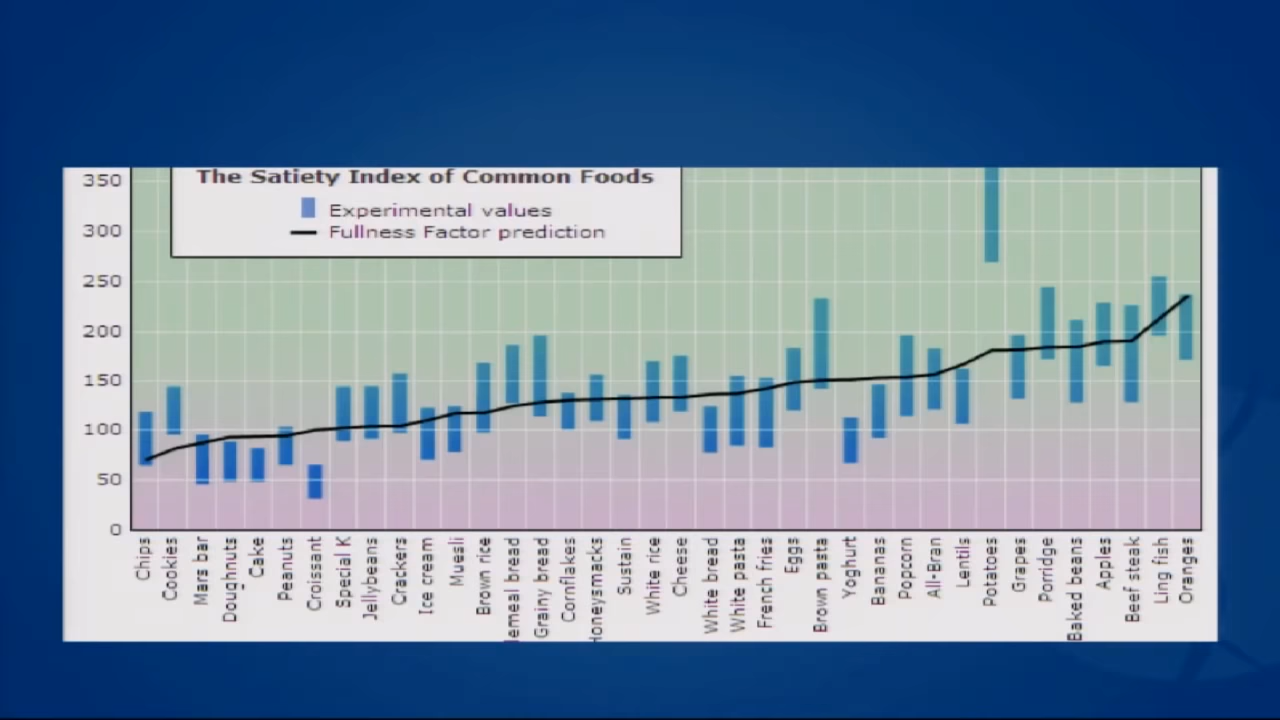 The Satiety Index of Common Foods
Experimental values
Fullness Factor prediction
350
300
250
200
150
100
50
0
Chips
Cookies
Mars bar
Doughnuts
Cake
Peanuts
Croissant
Special K
Jellybeans
Crackers
Ice cream
Muesli
Brown rice
lemeal bread
Grainy bread
Cornflakes
Honeysmacks
Sustain
White rice
Cheese
White bread
White pasta
French fries
Eggs
Brown pasta
Yoghurt
Bananas
Popcorn
All-Bran
Lentils
Potatoes
Grapes
Porridge
Baked beans
Apples
Beef steak
Ling fish
Oranges